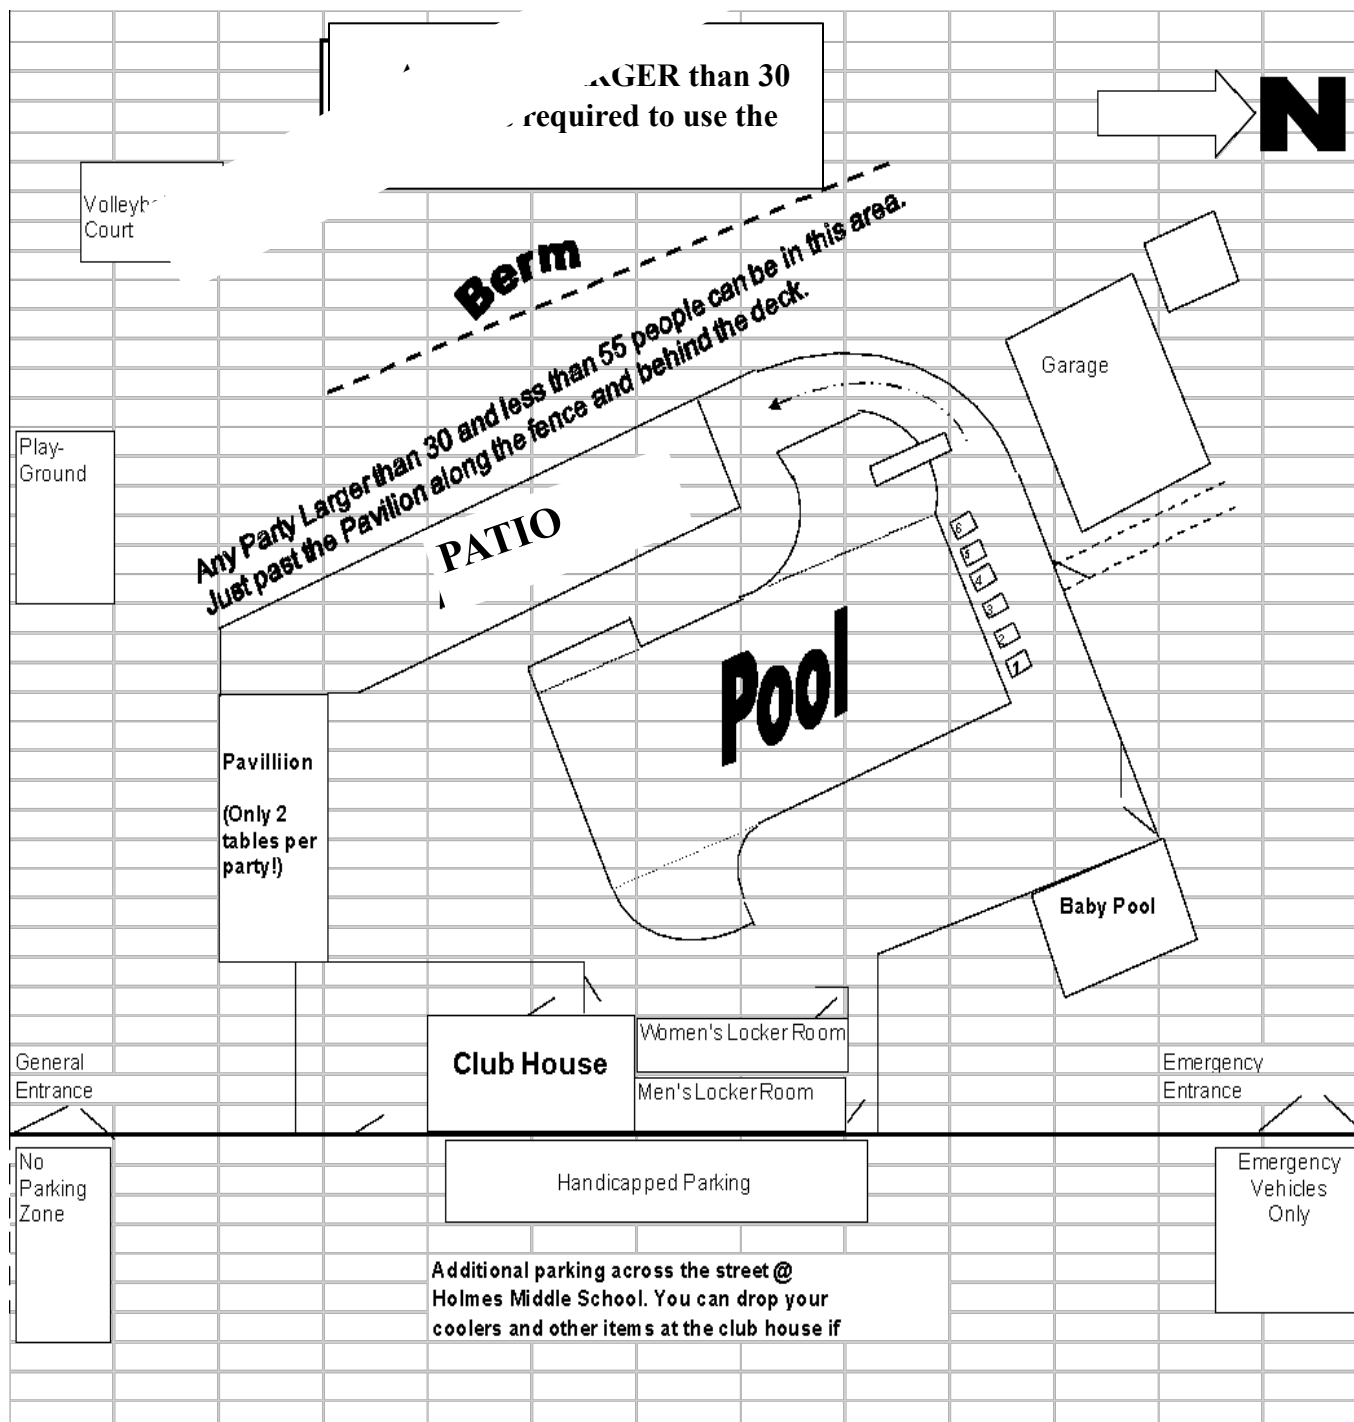 than 30
required to use the
N
Court
Berm
Any Party Larger than 30 and less than 55 people can be in this area.
Just past the Pavilion along the fence and behind the deck.
Garage
Play-
Ground
PATIO
6
5
4
3
2
1
Pool
Pavilliion
(Only 2
tables per
party!)
Baby Pool
Women's Locker Room
Club House
Men's Locker Room
General
Entrance
Emergency
Entrance
No
Parking
Zone
Handicapped Parking
Emergency
Vehicles
Only
Additional parking across the street @
Holmes Middle School. You can drop your
coolers and other items at the club house if